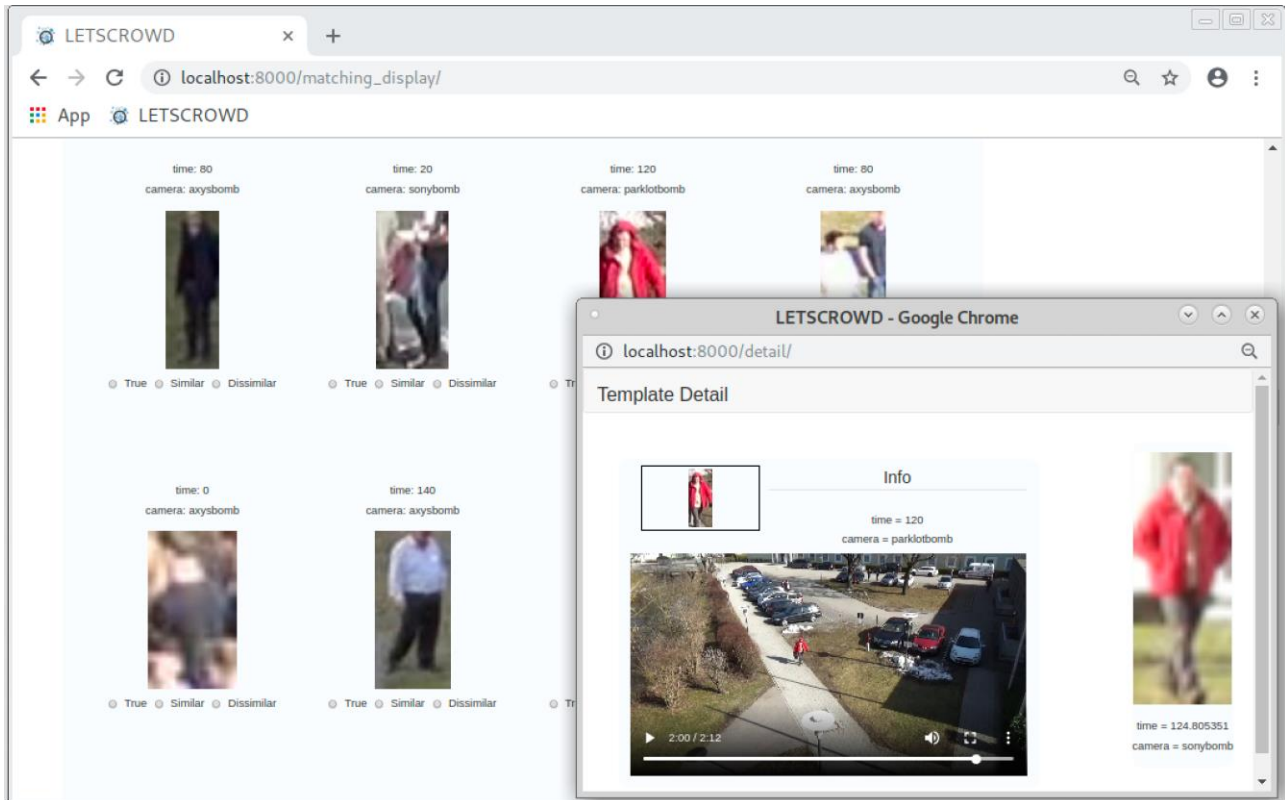 LETSCROWD
localhost:8000/matching_display/
App LETSCROWD
time: 80 time: 20 time: 120 time: 80
camera: axysbomb camera: sonybomb camera: parklotbomb camera: axysbomb
True Similar Dissimilar True Similar Dissimilar Tr
time: 0 time: 140
camera: axysbomb camera: axysbomb
True Similar Dissimilar True Similar Dissimilar Tr
LETSCROWD - Google Chrome
localhost:8000/detail/
Template Detail
Info
time = 120
camera = parklotbomb
2:00 / 2:12
time = 124.805351
camera = sonybomb